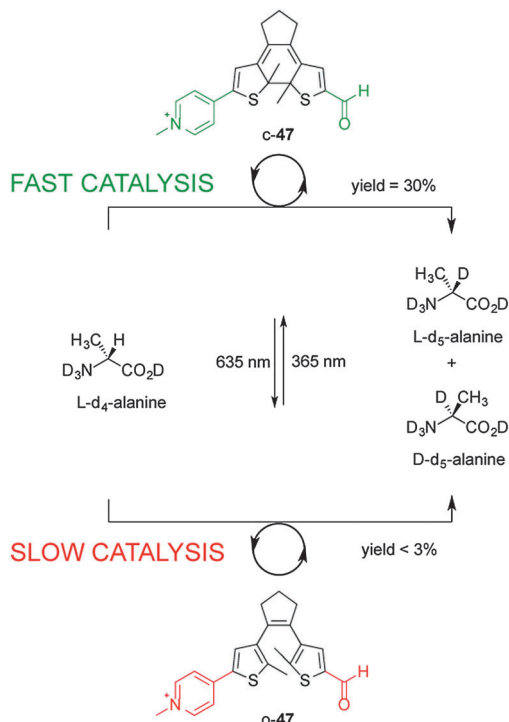 S
S
H
N
+
O
c-47
FAST CATALYSIS
yield = 30%
H₃C
H
D₃N
CO₂D
L-d₄-alanine
635 nm
365 nm
H₃C
D
D₃N
CO₂D
L-d₅-alanine
+
D
CH₃
D₃N
CO₂D
D-d₅-alanine
SLOW CATALYSIS
yield < 3%
S
S
H
N
+
O
o-47